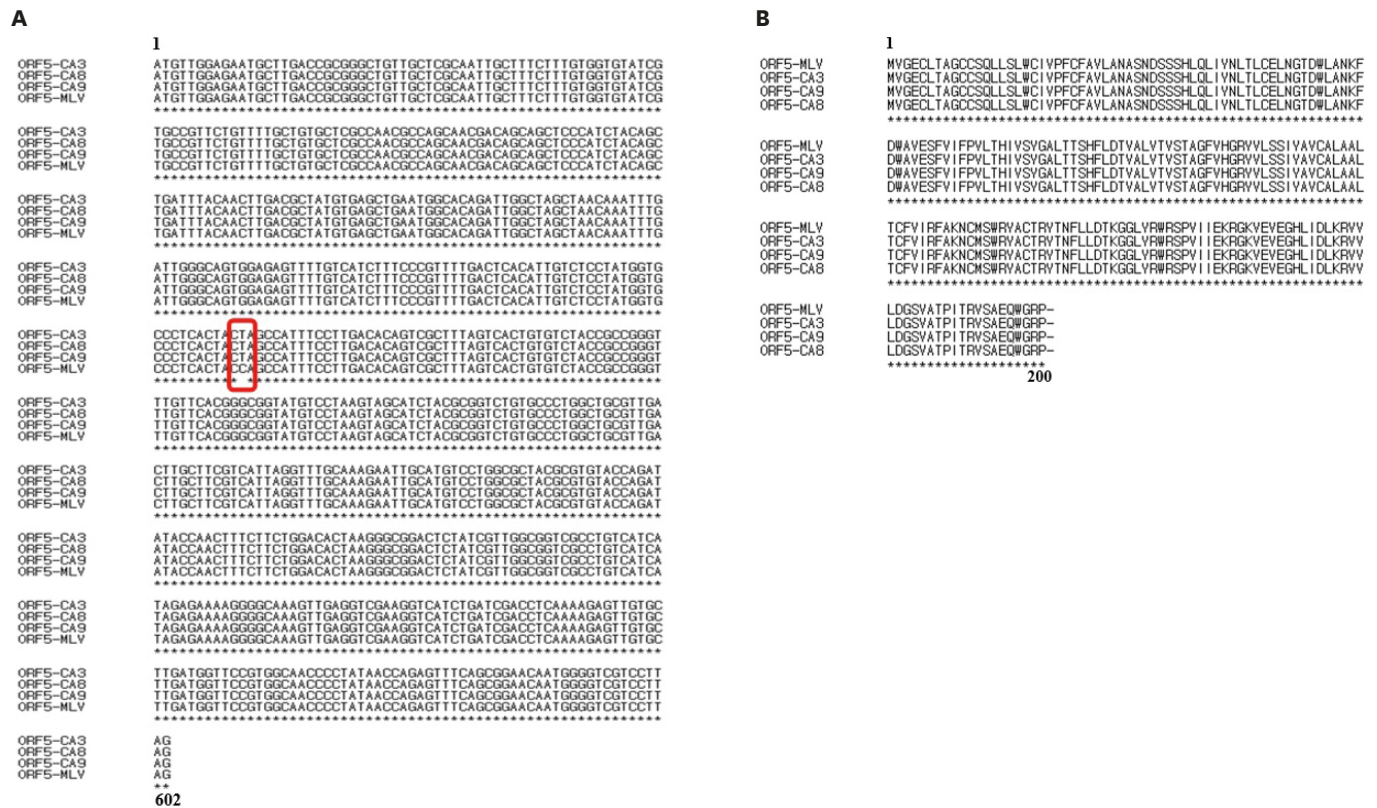 A
1
ORF5-CA3 ATGTTGGAGAATGCTTGACCGCGGGCTGTTGCTCGCAATTGCTTTCTTTGTGGTGTATCG
ORF5-CA8 ATGTTGGAGAATGCTTGACCGCGGGCTGTTGCTCGCAATTGCTTTCTTTGTGGTGTATCG
ORF5-CA9 ATGTTGGAGAATGCTTGACCGCGGGCTGTTGCTCGCAATTGCTTTCTTTGTGGTGTATCG
ORF5-MLV ATGTTGGAGAATGCTTGACCGCGGGCTGTTGCTCGCAATTGCTTTCTTTGTGGTGTATCG
************************************************************
ORF5-CA3 TGCCGTTCTGTTTTGCTGTGCTCGCCAACGCCAGCAACGACAGCAGCTCCCATCTACAGC
ORF5-CA8 TGCCGTTCTGTTTTGCTGTGCTCGCCAACGCCAGCAACGACAGCAGCTCCCATCTACAGC
ORF5-CA9 TGCCGTTCTGTTTTGCTGTGCTCGCCAACGCCAGCAACGACAGCAGCTCCCATCTACAGC
ORF5-MLV TGCCGTTCTGTTTTGCTGTGCTCGCCAACGCCAGCAACGACAGCAGCTCCCATCTACAGC
************************************************************
ORF5-CA3 TGATTTACAACTTGACGCTATGTGAGCTGAATGGCACAGATTGGCTAGCTAACAAATTTG
ORF5-CA8 TGATTTACAACTTGACGCTATGTGAGCTGAATGGCACAGATTGGCTAGCTAACAAATTTG
ORF5-CA9 TGATTTACAACTTGACGCTATGTGAGCTGAATGGCACAGATTGGCTAGCTAACAAATTTG
ORF5-MLV TGATTTACAACTTGACGCTATGTGAGCTGAATGGCACAGATTGGCTAGCTAACAAATTTG
************************************************************
ORF5-CA3 ATTGGGCAGTGGAGAGTTTTGTCATCTTTCCCGTTTTGACTCACATTGTCTCCTATGGTG
ORF5-CA8 ATTGGGCAGTGGAGAGTTTTGTCATCTTTCCCGTTTTGACTCACATTGTCTCCTATGGTG
ORF5-CA9 ATTGGGCAGTGGAGAGTTTTGTCATCTTTCCCGTTTTGACTCACATTGTCTCCTATGGTG
ORF5-MLV ATTGGGCAGTGGAGAGTTTTGTCATCTTTCCCGTTTTGACTCACATTGTCTCCTATGGTG
************************************************************
ORF5-CA3 CCCTCACTACTAGCCATTTCCTTGACACAGTCGCTTTAGTCACTGTGTCTACCGCCGGGT
ORF5-CA8 CCCTCACTACTAGCCATTTCCTTGACACAGTCGCTTTAGTCACTGTGTCTACCGCCGGGT
ORF5-CA9 CCCTCACTACTAGCCATTTCCTTGACACAGTCGCTTTAGTCACTGTGTCTACCGCCGGGT
ORF5-MLV CCCTCACTACCAGCCATTTCCTTGACACAGTCGCTTTAGTCACTGTGTCTACCGCCGGGT
********** *************************************************
ORF5-CA3 TTGTTCACGGGCGGTATGTCCTAAGTAGCATCTACGCGGTCTGTGCCCTGGCTGCGTTGA
ORF5-CA8 TTGTTCACGGGCGGTATGTCCTAAGTAGCATCTACGCGGTCTGTGCCCTGGCTGCGTTGA
ORF5-CA9 TTGTTCACGGGCGGTATGTCCTAAGTAGCATCTACGCGGTCTGTGCCCTGGCTGCGTTGA
ORF5-MLV TTGTTCACGGGCGGTATGTCCTAAGTAGCATCTACGCGGTCTGTGCCCTGGCTGCGTTGA
************************************************************
ORF5-CA3 CTTGCTTCGTCATTAGGTTTGCAAAGAATTGCATGTCCTGGCGCTACGCGTGTACCAGAT
ORF5-CA8 CTTGCTTCGTCATTAGGTTTGCAAAGAATTGCATGTCCTGGCGCTACGCGTGTACCAGAT
ORF5-CA9 CTTGCTTCGTCATTAGGTTTGCAAAGAATTGCATGTCCTGGCGCTACGCGTGTACCAGAT
ORF5-MLV CTTGCTTCGTCATTAGGTTTGCAAAGAATTGCATGTCCTGGCGCTACGCGTGTACCAGAT
************************************************************
ORF5-CA3 ATACCAACTTTCTTCTGGACACTAAGGGCGGACTCTATCGTTGGCGGTCGCCTGTCATCA
ORF5-CA8 ATACCAACTTTCTTCTGGACACTAAGGGCGGACTCTATCGTTGGCGGTCGCCTGTCATCA
ORF5-CA9 ATACCAACTTTCTTCTGGACACTAAGGGCGGACTCTATCGTTGGCGGTCGCCTGTCATCA
ORF5-MLV ATACCAACTTTCTTCTGGACACTAAGGGCGGACTCTATCGTTGGCGGTCGCCTGTCATCA
************************************************************
ORF5-CA3 TAGAGAAAAGGGGCAAAGTTGAGGTCGAAGGTCATCTGATCGACCTCAAAAGAGTTGTGC
ORF5-CA8 TAGAGAAAAGGGGCAAAGTTGAGGTCGAAGGTCATCTGATCGACCTCAAAAGAGTTGTGC
ORF5-CA9 TAGAGAAAAGGGGCAAAGTTGAGGTCGAAGGTCATCTGATCGACCTCAAAAGAGTTGTGC
ORF5-MLV TAGAGAAAAGGGGCAAAGTTGAGGTCGAAGGTCATCTGATCGACCTCAAAAGAGTTGTGC
************************************************************
ORF5-CA3 TTGATGGTTCCGTGGCAACCCCTATAACCAGAGTTTCAGCGGAACAATGGGGTCGTCCTT
ORF5-CA8 TTGATGGTTCCGTGGCAACCCCTATAACCAGAGTTTCAGCGGAACAATGGGGTCGTCCTT
ORF5-CA9 TTGATGGTTCCGTGGCAACCCCTATAACCAGAGTTTCAGCGGAACAATGGGGTCGTCCTT
ORF5-MLV TTGATGGTTCCGTGGCAACCCCTATAACCAGAGTTTCAGCGGAACAATGGGGTCGTCCTT
************************************************************
ORF5-CA3 AG
ORF5-CA8 AG
ORF5-CA9 AG
ORF5-MLV AG
**
602
B
1
ORF5-MLV MVGECLTAGCCSQLLSLWCIVPFCFAVLANASNDSSSHLQLIYNLTLCELNGTDWLANKF
ORF5-CA3 MVGECLTAGCCSQLLSLWCIVPFCFAVLANASNDSSSHLQLIYNLTLCELNGTDWLANKF
ORF5-CA9 MVGECLTAGCCSQLLSLWCIVPFCFAVLANASNDSSSHLQLIYNLTLCELNGTDWLANKF
ORF5-CA8 MVGECLTAGCCSQLLSLWCIVPFCFAVLANASNDSSSHLQLIYNLTLCELNGTDWLANKF
************************************************************
ORF5-MLV DWAVESFVIFPVLTHIVSYGALTTSHFLDTVALVTVSTAGFVHGRYVLSSIYAVCALAAL
ORF5-CA3 DWAVESFVIFPVLTHIVSYGALTTSHFLDTVALVTVSTAGFVHGRYVLSSIYAVCALAAL
ORF5-CA9 DWAVESFVIFPVLTHIVSYGALTTSHFLDTVALVTVSTAGFVHGRYVLSSIYAVCALAAL
ORF5-CA8 DWAVESFVIFPVLTHIVSYGALTTSHFLDTVALVTVSTAGFVHGRYVLSSIYAVCALAAL
************************************************************
ORF5-MLV TCFVIRFAKNCMSWRYACTRYTNFLLDTKGGLYRWRSPVIIEKRGKVEVEGHLIDLKRVV
ORF5-CA3 TCFVIRFAKNCMSWRYACTRYTNFLLDTKGGLYRWRSPVIIEKRGKVEVEGHLIDLKRVV
ORF5-CA9 TCFVIRFAKNCMSWRYACTRYTNFLLDTKGGLYRWRSPVIIEKRGKVEVEGHLIDLKRVV
ORF5-CA8 TCFVIRFAKNCMSWRYACTRYTNFLLDTKGGLYRWRSPVIIEKRGKVEVEGHLIDLKRVV
************************************************************
ORF5-MLV LDGSVATPITRVSAEQWGRP-
ORF5-CA3 LDGSVATPITRVSAEQWGRP-
ORF5-CA9 LDGSVATPITRVSAEQWGRP-
ORF5-CA8 LDGSVATPITRVSAEQWGRP-
********************
200